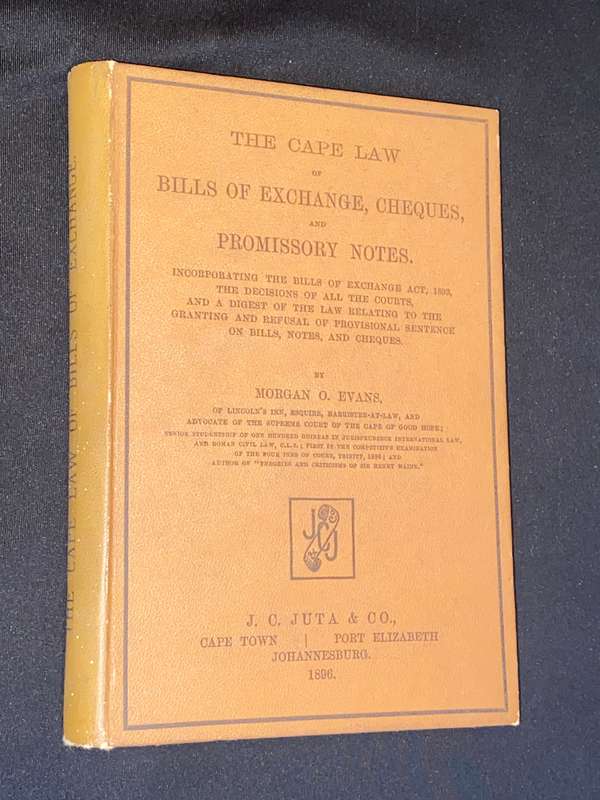 THE CAPE LAW
OF
BILLS OF EXCHANGE, CHEQUES,
AND
PROMISSORY NOTES.
INCORPORATING THE BILLS OF EXCHANGE ACT, 1893,
THE DECISIONS OF ALL THE COURTS,
AND A DIGEST OF THE LAW RELATING TO THE
GRANTING AND REFUSAL OF PROVISIONAL SENTENCE
ON BILLS, NOTES, AND CHEQUES.
BY
MORGAN O. EVANS,
OF LINCOLN'S INN, ESQUIRE, BARRISTER-AT-LAW, AND
ADVOCATE OF THE SUPREME COURT OF THE CAPE OF GOOD HOPE;
SENIOR STUDENTSHIP OF ONE HUNDRED GUINEAS IN JURISPRUDENCE INTERNATIONAL LAW,
AND ROMAN CIVIL LAW, C.L.E.; FIRST IN THE COMPETITIVE EXAMINATION
OF THE FOUR INNS OF COURT, TRINITY, ; AND
AUTHOR OF "THEORIES AND CRITICISMS OF SIR HENRY MAINE."
JCJ
J. C. JUTA & CO.,
CAPE TOWN | PORT ELIZABETH
JOHANNESBURG.
1896.
THE CAPE LAW OF BILLS OF EXCHANGE.